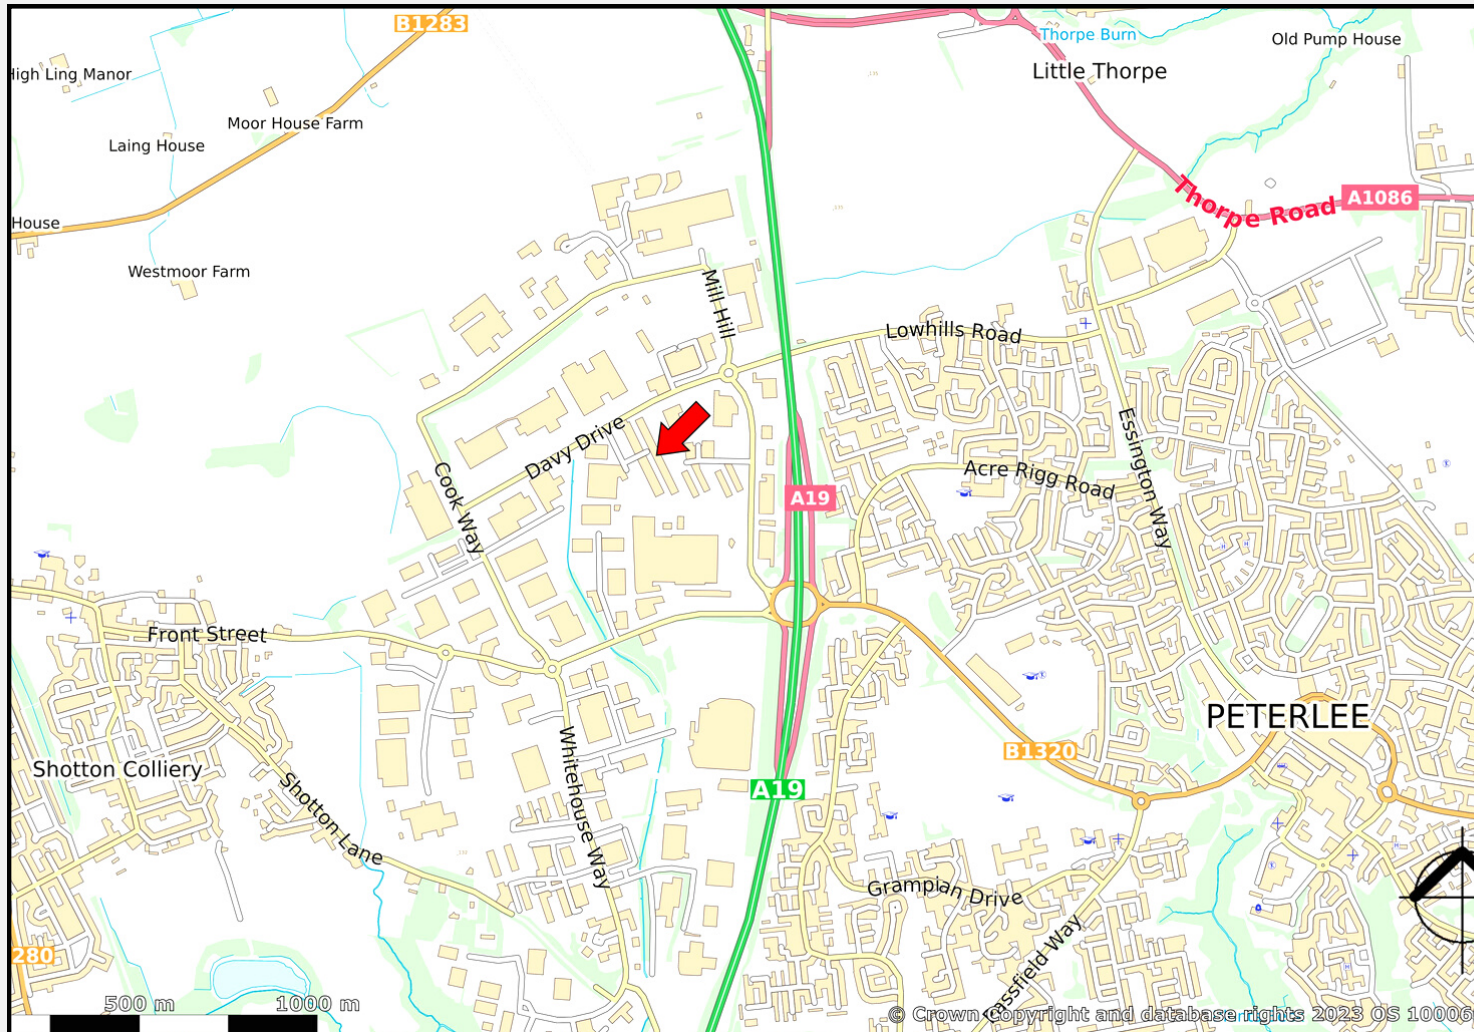 B1283
Thorpe Burn
Old Pump House
High Ling Manor
Little Thorpe
Moor House Farm
Laing House
Thorpe Road
A1086
House
Westmoor Farm
Mill Hill
Lowhills Road
Davy Drive
Essington Way
Cook Way
Acre Rigg Road
A19
Front Street
PETERLEE
Whitehouse Way
B1320
Shotton Colliery
Shotton Lane
A19
Grampian Drive
Passfield Way
280
500 m
1000 m
© Crown Copyright and database rights 2023 OS 10006